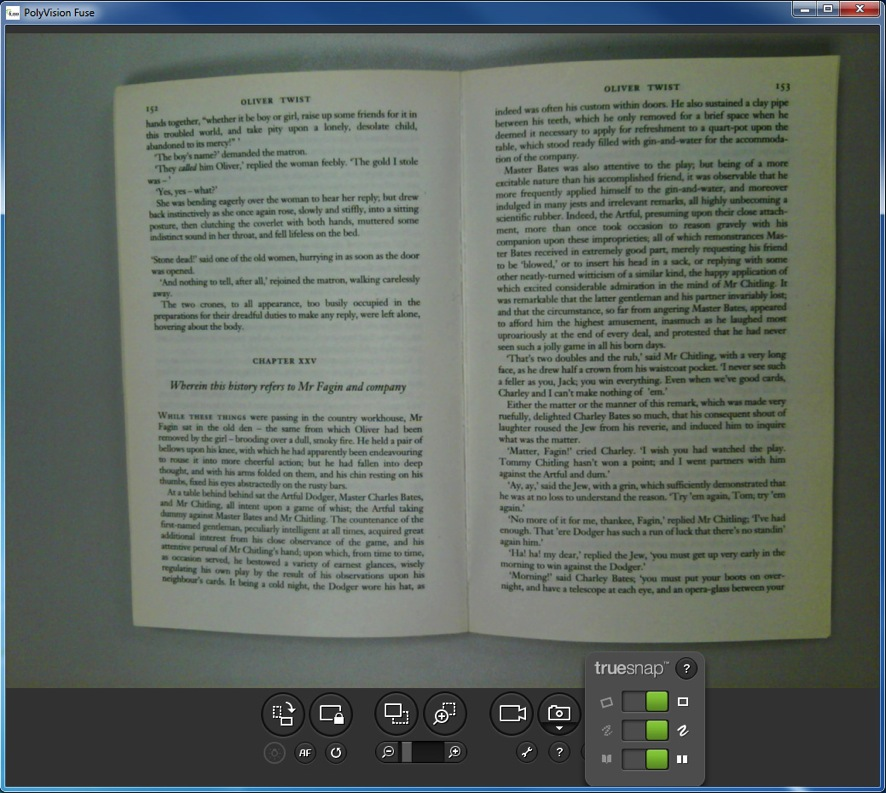 PolyVision Fuse
152
OLIVER TWIST
hands together, “whether it be boy or girl, raise up some friends for it in
this troubled world, and take pity upon a lonely, desolate child,
abandoned to its mercy!” ’
‘The boy’s name?’ demanded the matron.
‘They called him Oliver,’ replied the woman feebly. ‘The gold I stole
was – ’
‘Yes, yes – what?’
She was bending eagerly over the woman to hear her reply; but drew
back instinctively as she once again rose, slowly and stiffly, into a sitting
posture, then clutching the coverlet with both hands, muttered some
indistinct sound in her throat, and fell lifeless on the bed.
‘Stone dead!’ said one of the old women, hurrying in as soon as the door
was opened.
‘And nothing to tell, after all,’ rejoined the matron, walking carelessly
away.
The two crones, to all appearance, too busily occupied in the
preparations for their dreadful duties to make any reply, were left alone,
hovering about the body.
CHAPTER XXV
Wherein this history refers to Mr Fagin and company
WHILE THESE THINGS were passing in the country workhouse, Mr
Fagin sat in the old den – the same from which Oliver had been
removed by the girl – brooding over a dull, smoky fire. He held a pair of
bellows upon his knee, with which he had apparently been endeavouring
to rouse it into more cheerful action; but he had fallen into deep
thought, and with his arms folded on them, and his chin resting on his
thumbs, fixed his eyes abstractedly on the rusty bars.
At a table behind behind sat the Artful Dodger, Master Charles Bates,
and Mr Chitling, all intent upon a game of whist; the Artful taking
dummy against Master Bates and Mr Chitling. The countenance of the
first-named gentleman, peculiarly intelligent at all times, acquired great
additional interest from his close observance of the game, and his
attentive perusal of Mr Chitling’s hand; upon which, from time to time,
as occasion served, he bestowed a variety of earnest glances, wisely
regulating his own play by the result of his observations upon his
neighbour’s cards. It being a cold night, the Dodger wore his hat, as
OLIVER TWIST
153
indeed was often his custom within doors. He also sustained a clay pipe
between his teeth, which he only removed for a brief space when he
deemed it necessary to apply for refreshment to a quart-pot upon the
table, which stood ready filled with gin-and-water for the accommoda-
tion of the company.
Master Bates was also attentive to the play; but being of a more
excitable nature than his accomplished friend, it was observable that he
more frequently applied himself to the gin-and-water, and moreover
indulged in many jests and irrelevant remarks, all highly unbecoming a
scientific rubber. Indeed, the Artful, presuming upon their close attach-
ment, more than once took occasion to reason gravely with his
companion upon these improprieties; all of which remonstrances Mas-
ter Bates received in extremely good part, merely requesting his friend
to be ‘blowed,’ or to insert his head in a sack, or replying with some
other neatly-turned witticism of a similar kind, the happy application of
which excited considerable admiration in the mind of Mr Chitling. It
was remarkable that the latter gentleman and his partner invariably lost;
and that the circumstance, so far from angering Master Bates, appeared
to afford him the highest amusement, inasmuch as he laughed most
uproariously at the end of every deal, and protested that he had never
seen such a jolly game in all his born days.
‘That’s two doubles and the rub,’ said Mr Chitling, with a very long
face, as he drew half a crown from his waistcoat pocket. ‘I never see such
a feller as you, Jack; you win everything. Even when we’ve good cards,
Charley and I can’t make nothing of ’em.’
Either the matter or the manner of this remark, which was made very
ruefully, delighted Charley Bates so much, that his consequent shout of
laughter roused the Jew from his reverie, and induced him to inquire
what was the matter.
‘Matter, Fagin!’ cried Charley. ‘I wish you had watched the play.
Tommy Chitling hasn’t won a point; and I went partners with him
against the Artful and dum.’
‘Ay, ay,’ said the Jew, with a grin, which sufficiently demonstrated that
he was at no loss to understand the reason. ‘Try ’em again, Tom; try ’em
again.’
‘No more of it for me, thankee, Fagin,’ replied Mr Chitling; ‘I’ve had
enough. That ’ere Dodger has such a run of luck that there’s no standin’
again him.’
‘Ha! ha! my dear,’ replied the Jew, ‘you must get up very early in the
morning to win against the Dodger.’
‘Morning!’ said Charley Bates; ‘you must put your boots on over-
night, and have a telescope at each eye, and an opera-glass between your
truesnap™ ?
AF
?